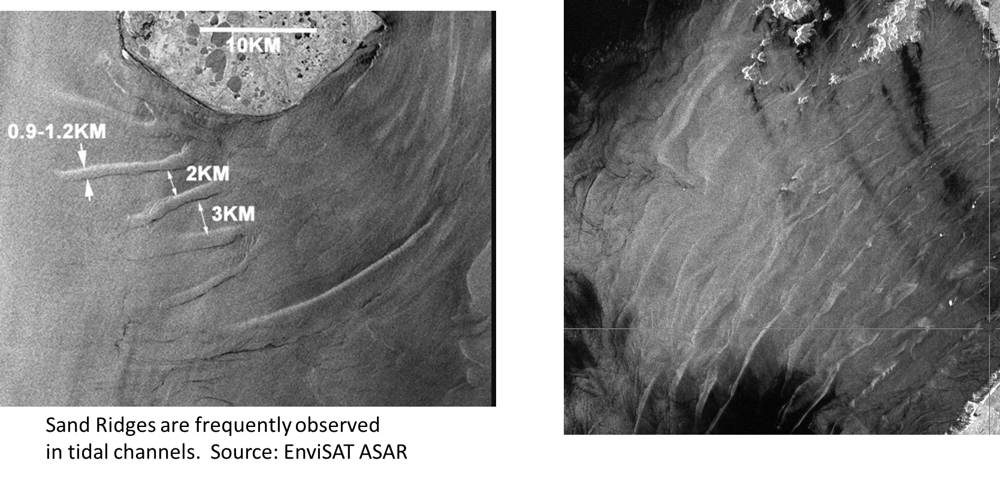 10KM
0.9-1.2KM
2KM
3KM
Sand Ridges are frequently observed
in tidal channels.  Source: EnviSAT ASAR